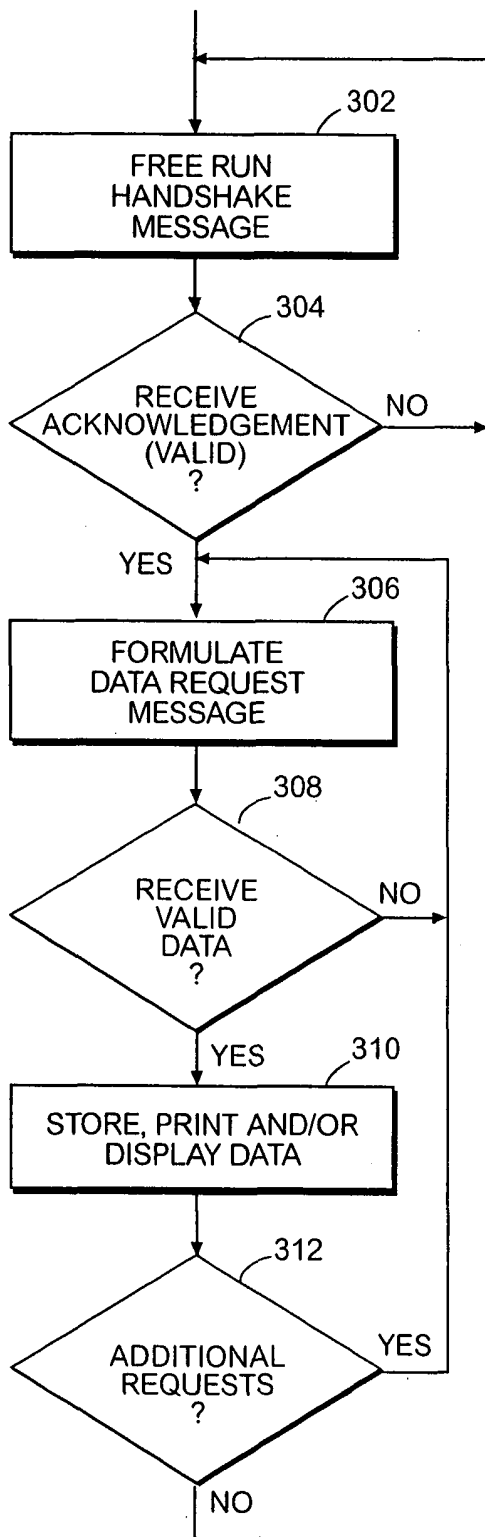 302
FREE RUN
HANDSHAKE
MESSAGE
304
RECEIVE
ACKNOWLEDGEMENT
(VALID)
?
NO
YES
306
FORMULATE
DATA REQUEST
MESSAGE
308
RECEIVE
VALID
DATA
?
NO
YES
310
STORE, PRINT AND/OR
DISPLAY DATA
312
ADDITIONAL
REQUESTS
?
YES
NO